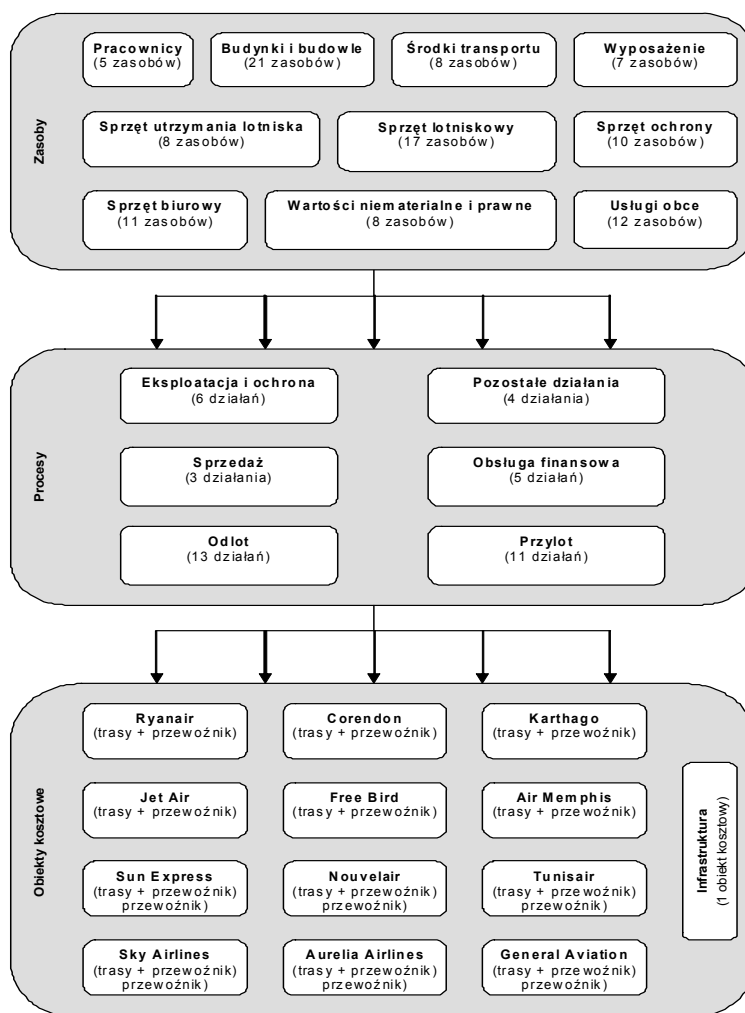 Zasoby
Pracownicy
(5 zasobów)
Budynki i budowle
(21 zasobów)
Środki transportu
(8 zasobów)
Wyposażenie
(7 zasobów)
Sprzęt utrzymania lotniska
(8 zasobów)
Sprzęt lotniskowy
(17 zasobów)
Sprzęt ochrony
(10 zasobów)
Sprzęt biurowy
(11 zasobów)
Wartości niematerialne i prawne
(8 zasobów)
Usługi obce
(12 zasobów)
Procesy
Eksploatacja i ochrona
(6 działań)
Pozostałe działania
(4 działania)
Sprzedaż
(3 działania)
Obsługa finansowa
(5 działań)
Odlot
(13 działań)
Przylot
(11 działań)
Obiekty kosztowe
Ryanair
(trasy + przewoźnik)
Corendon
(trasy + przewoźnik)
Karthago
(trasy + przewoźnik)
Jet Air
(trasy + przewoźnik)
Free Bird
(trasy + przewoźnik)
Air Memphis
(trasy + przewoźnik)
Sun Express
(trasy + przewoźnik)
przewoźnik)
Nouvelair
(trasy + przewoźnik)
przewoźnik)
Tunisair
(trasy + przewoźnik)
przewoźnik)
Sky Airlines
(trasy + przewoźnik)
przewoźnik)
Aurelia Airlines
(trasy + przewoźnik)
przewoźnik)
General Aviation
(trasy + przewoźnik)
przewoźnik)
Infrastruktura
(1 obiekt kosztowy)